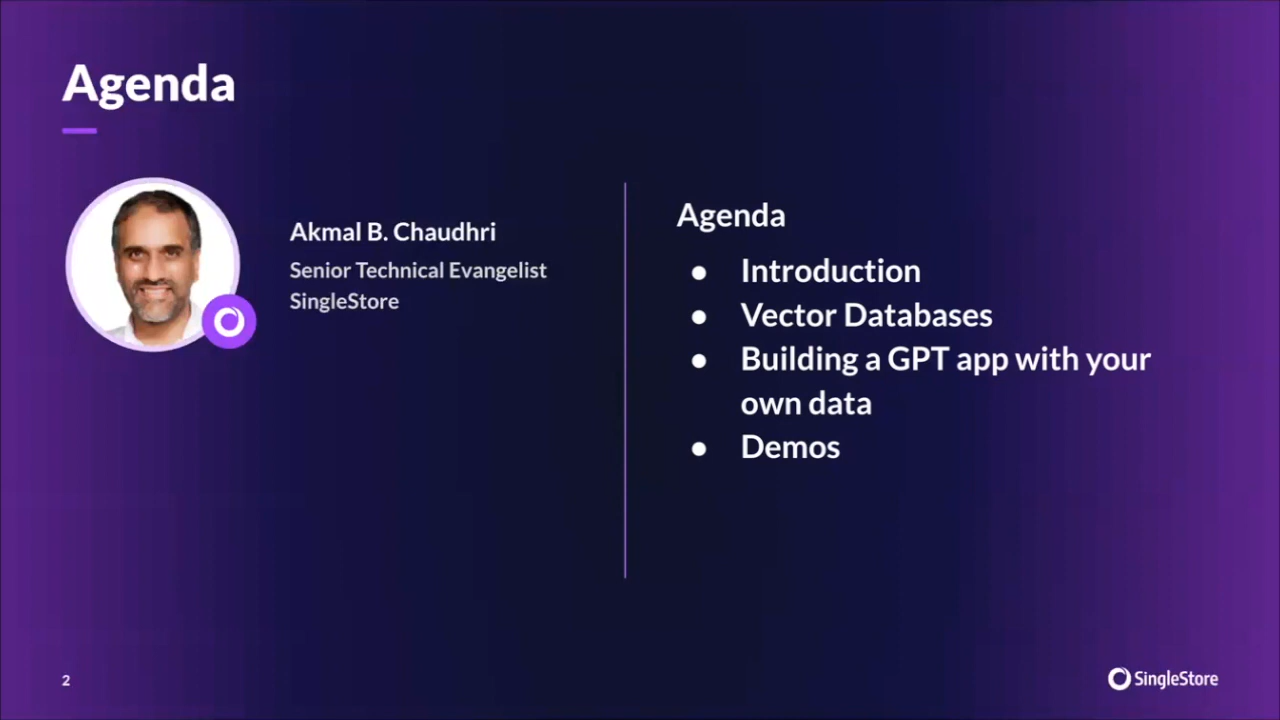 Agenda
Akmal B. Chaudhri
Senior Technical Evangelist
SingleStore
Agenda
● Introduction
● Vector Databases
● Building a GPT app with your
own data
● Demos
2
SingleStore